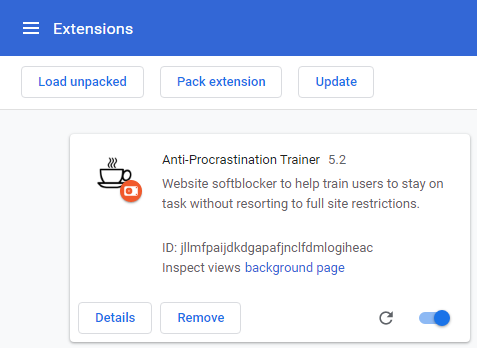 Extensions
Load unpacked
Pack extension
Update
Anti-Procrastination Trainer 5.2
Website softblocker to help train users to stay on
task without resorting to full site restrictions.
ID: jllmfpaijdkdgapafjnclfdmlogiheac
Inspect views background page
Details
Remove